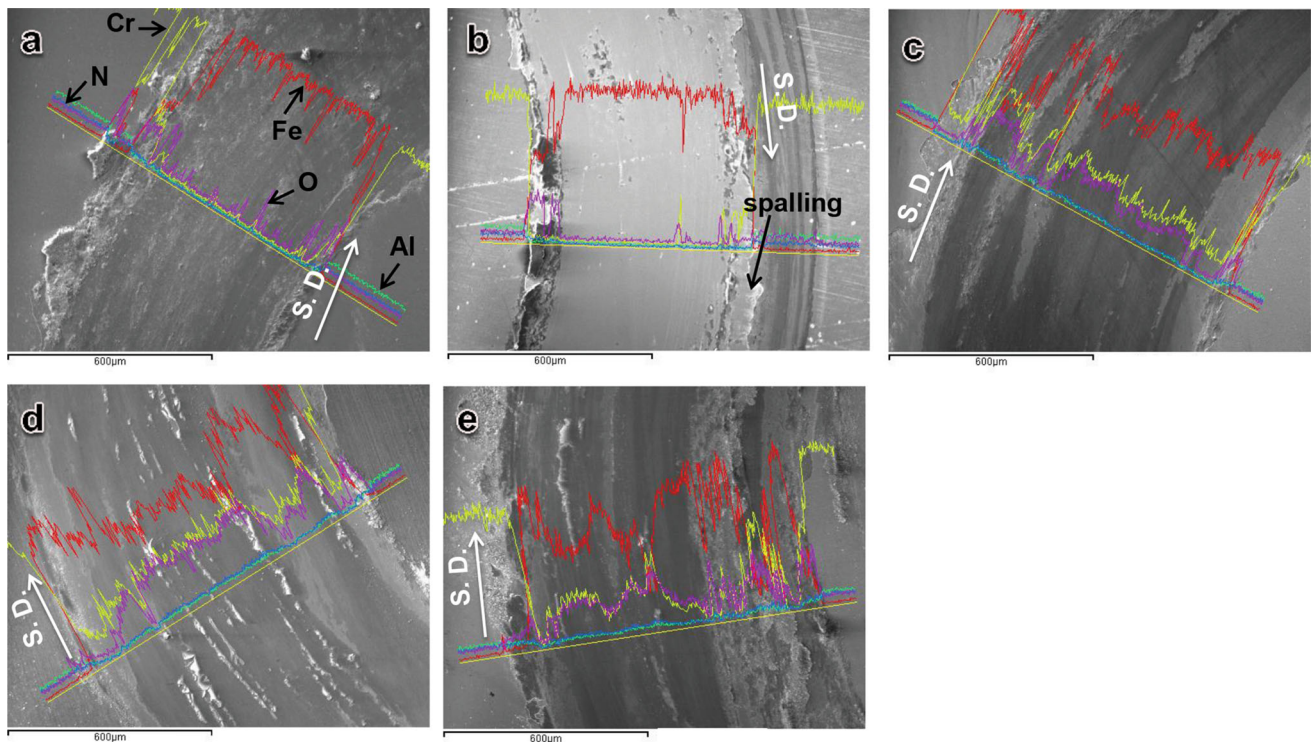 a
Cr
N
Fe
O
Al
S. D.
600µm
b
S. D.
spalling
600µm
c
S. D.
600µm
d
S. D.
600µm
e
S. D.
600µm